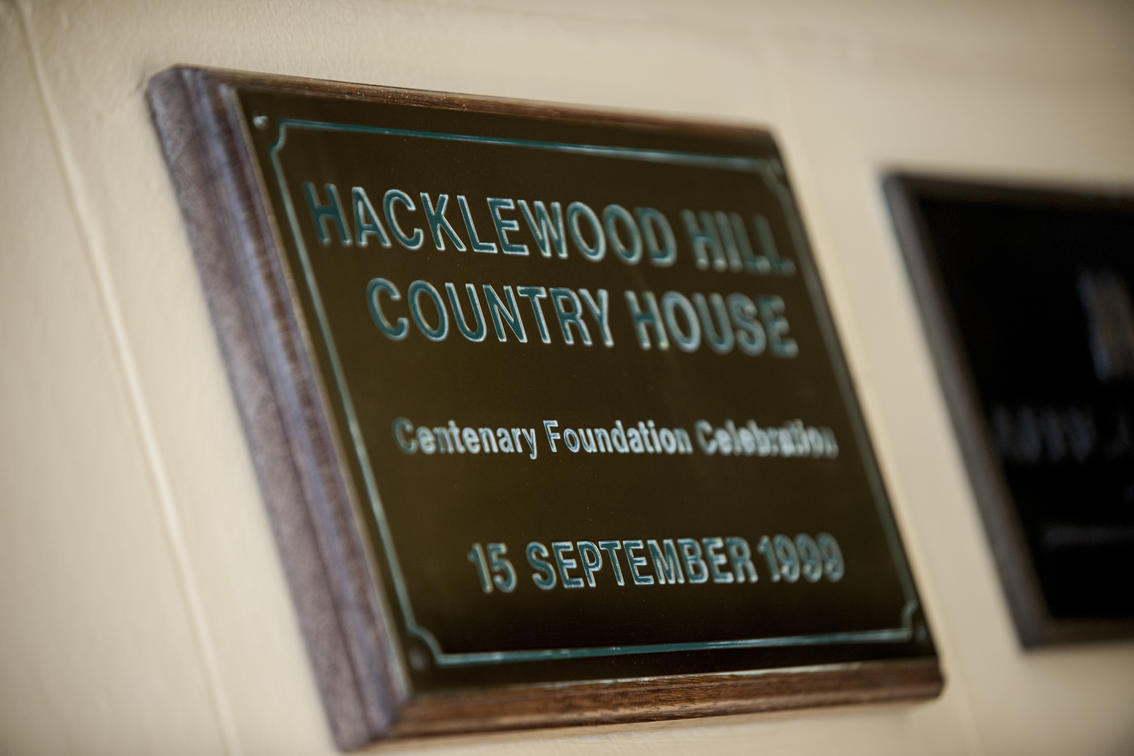 HACKLEWOOD HILL
COUNTRY HOUSE
Centenary Foundation Celebration
15 SEPTEMBER 1999